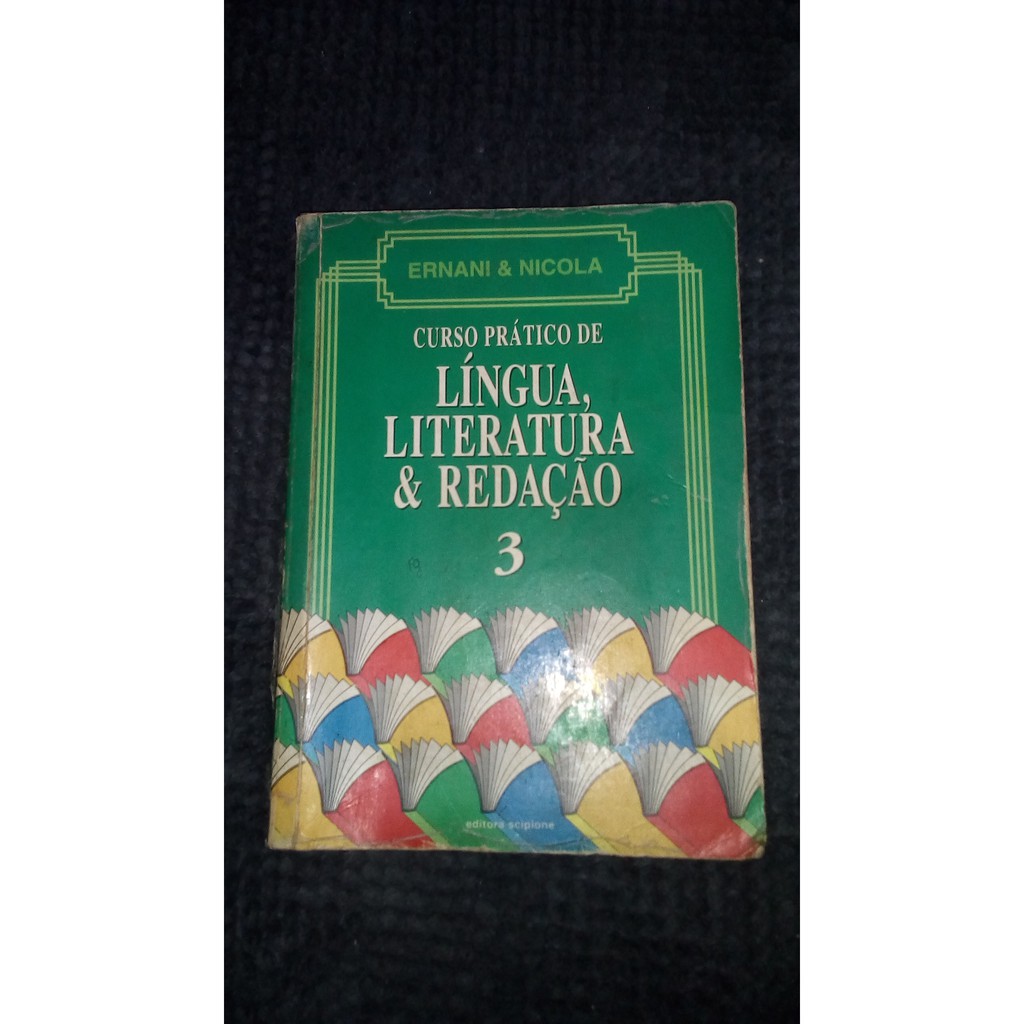 ERNANI & NICOLA
CURSO PRÁTICO DE
LÍNGUA,
LITERATURA
& REDAÇÃO
3
editora scipione